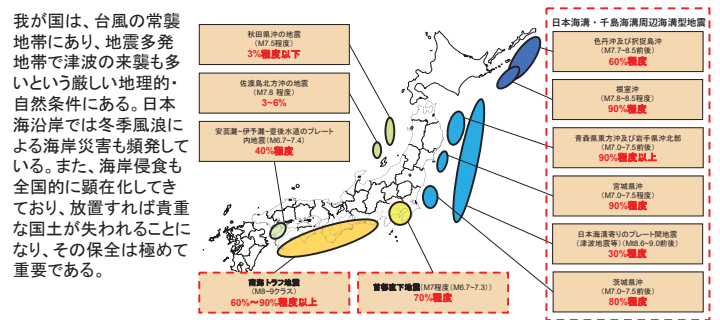 我が国は、台風の常襲
地帯にあり、地震多発
地帯で津波の来襲も多
いという厳しい地理的・
自然条件にある。日本
海沿岸では冬季風浪に
よる海岸災害も頻発して
いる。また、海岸侵食も
全国的に顕在化してき
ており、放置すれば貴重
な国土が失われることに
なり、その保全は極めて
重要である。
秋田県沖の地震
(M7.5程度)
3%程度以下
佐渡島北方沖の地震
(M7.8 程度)
3~6%
安芸灘~伊予灘~豊後水道のプレート
内地震(M6.7~7.4)
40%程度
南海トラフ地震
(M8~9クラス)
60%~90%程度以上
首都直下地震(M7程度(M6.7~7.3))
70%程度
日本海溝・千島海溝周辺海溝型地震
色丹沖及び択捉島沖
(M7.7~8.5前後)
60%程度
根室沖
(M7.8~8.5程度)
90%程度
青森県東方沖及び岩手県沖北部
(M7.0~7.5前後)
90%程度以上
宮城県沖
(M7.0~7.5程度)
90%程度
日本海溝寄りのプレート間地震
(津波地震等)(Mt8.6~9.0前後)
30%程度
茨城県沖
(M7.0~7.5前後)
80%程度